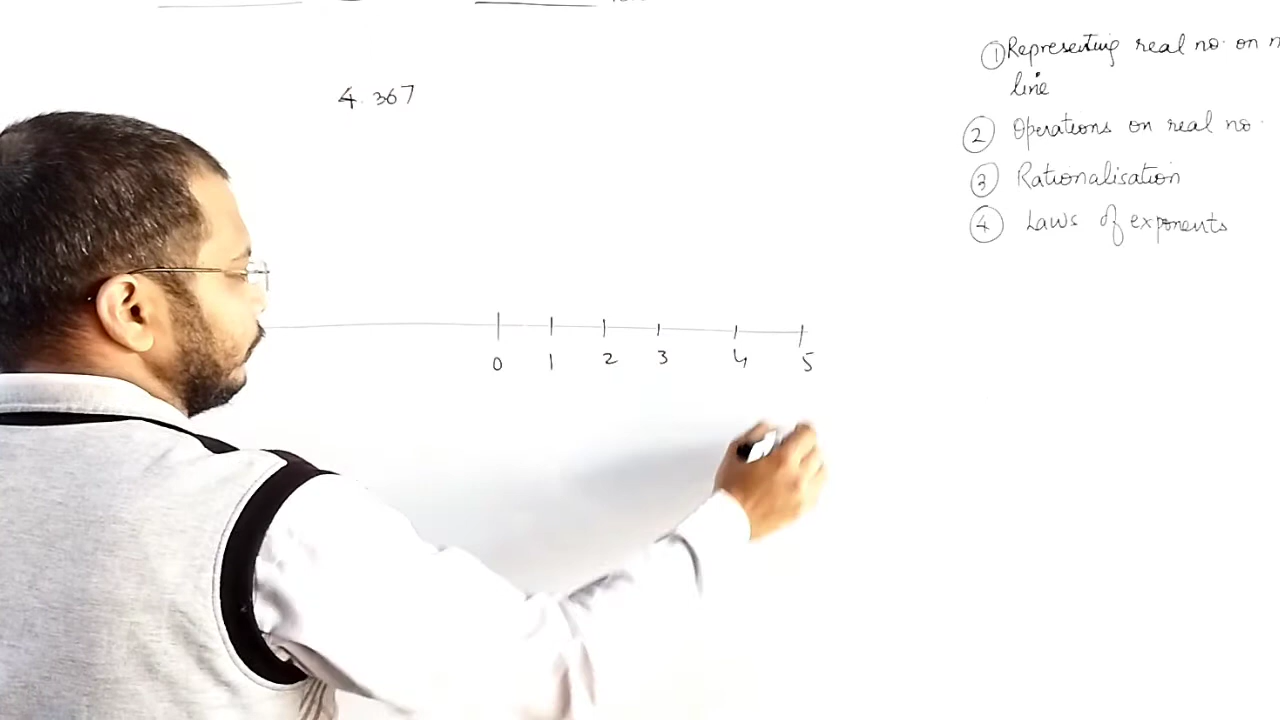 4.367
① Representing real no. on
line
② Operations on real no.
③ Rationalisation
④ Laws of exponents
0 1 2 3 4 5